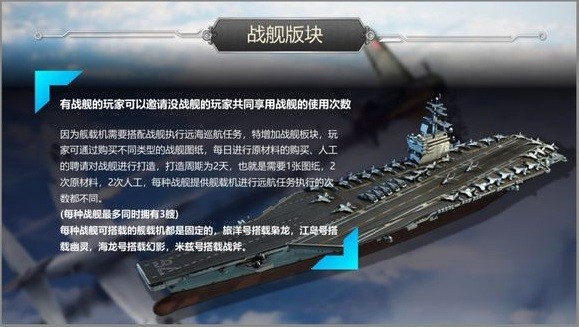 战舰版块
有战舰的玩家可以邀请没战舰的玩家共同享用战舰的使用次数
因为舰载机需要搭配战舰执行远海巡航任务，特增加战舰板块，玩
家可通过购买不同类型的战舰图纸，每日进行原材料的购买、人工
的聘请对战舰进行打造，打造周期为2天，也就是需要1张图纸，2
次原材料，2次人工，每种战舰提供舰载机进行远航任务执行的次
数都不同。
(每种战舰最多同时拥有3艘)
每种战舰可搭载的舰载机都是固定的，旅洋号搭载枭龙，江岛号搭
载幽灵，海龙号搭载幻影，米兹号搭载战斧。